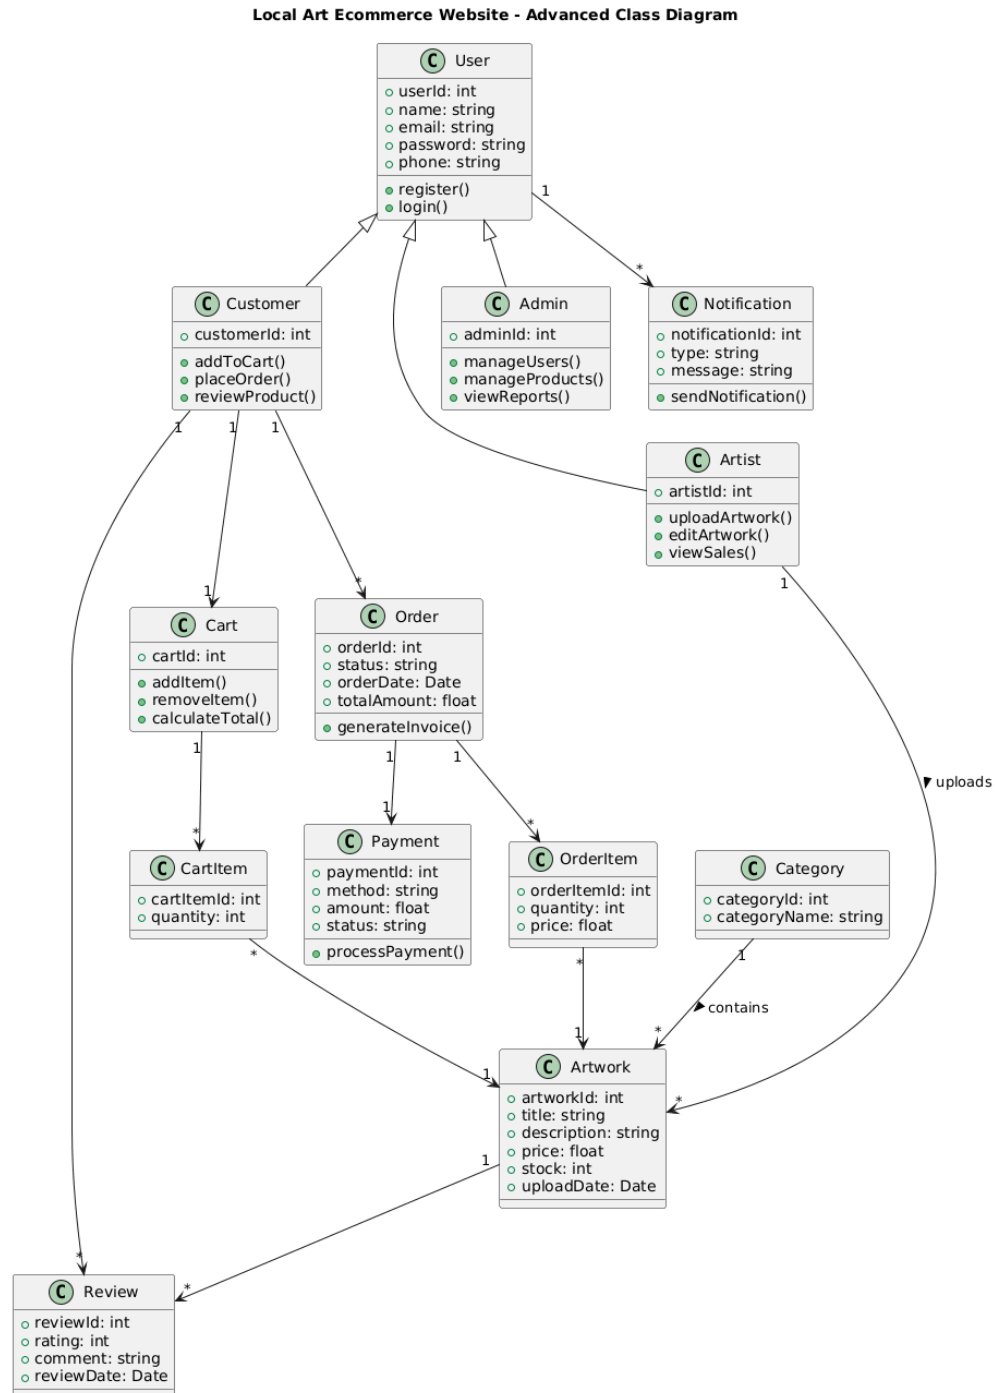 Local Art Ecommerce Website - Advanced Class Diagram
C User
userId: int
name: string
email: string
password: string
phone: string
register()
login()
1
*
C Customer
customerId: int
addToCart()
placeOrder()
reviewProduct()
C Admin
adminId: int
manageUsers()
manageProducts()
viewReports()
C Notification
notificationId: int
type: string
message: string
sendNotification()
1
1
1
C Artist
artistId: int
uploadArtwork()
editArtwork()
viewSales()
1
1
*
C Cart
cartId: int
addItem()
removeItem()
calculateTotal()
C Order
orderId: int
status: string
orderDate: Date
totalAmount: float
generateInvoice()
1
1
1
uploads
*
1
*
C CartItem
cartItemId: int
quantity: int
C Payment
paymentId: int
method: string
amount: float
status: string
processPayment()
C OrderItem
orderItemId: int
quantity: int
price: float
C Category
categoryId: int
categoryName: string
*
*
1
contains
1
1
*
*
C Artwork
artworkId: int
title: string
description: string
price: float
stock: int
uploadDate: Date
1
*
*
C Review
reviewId: int
rating: int
comment: string
reviewDate: Date